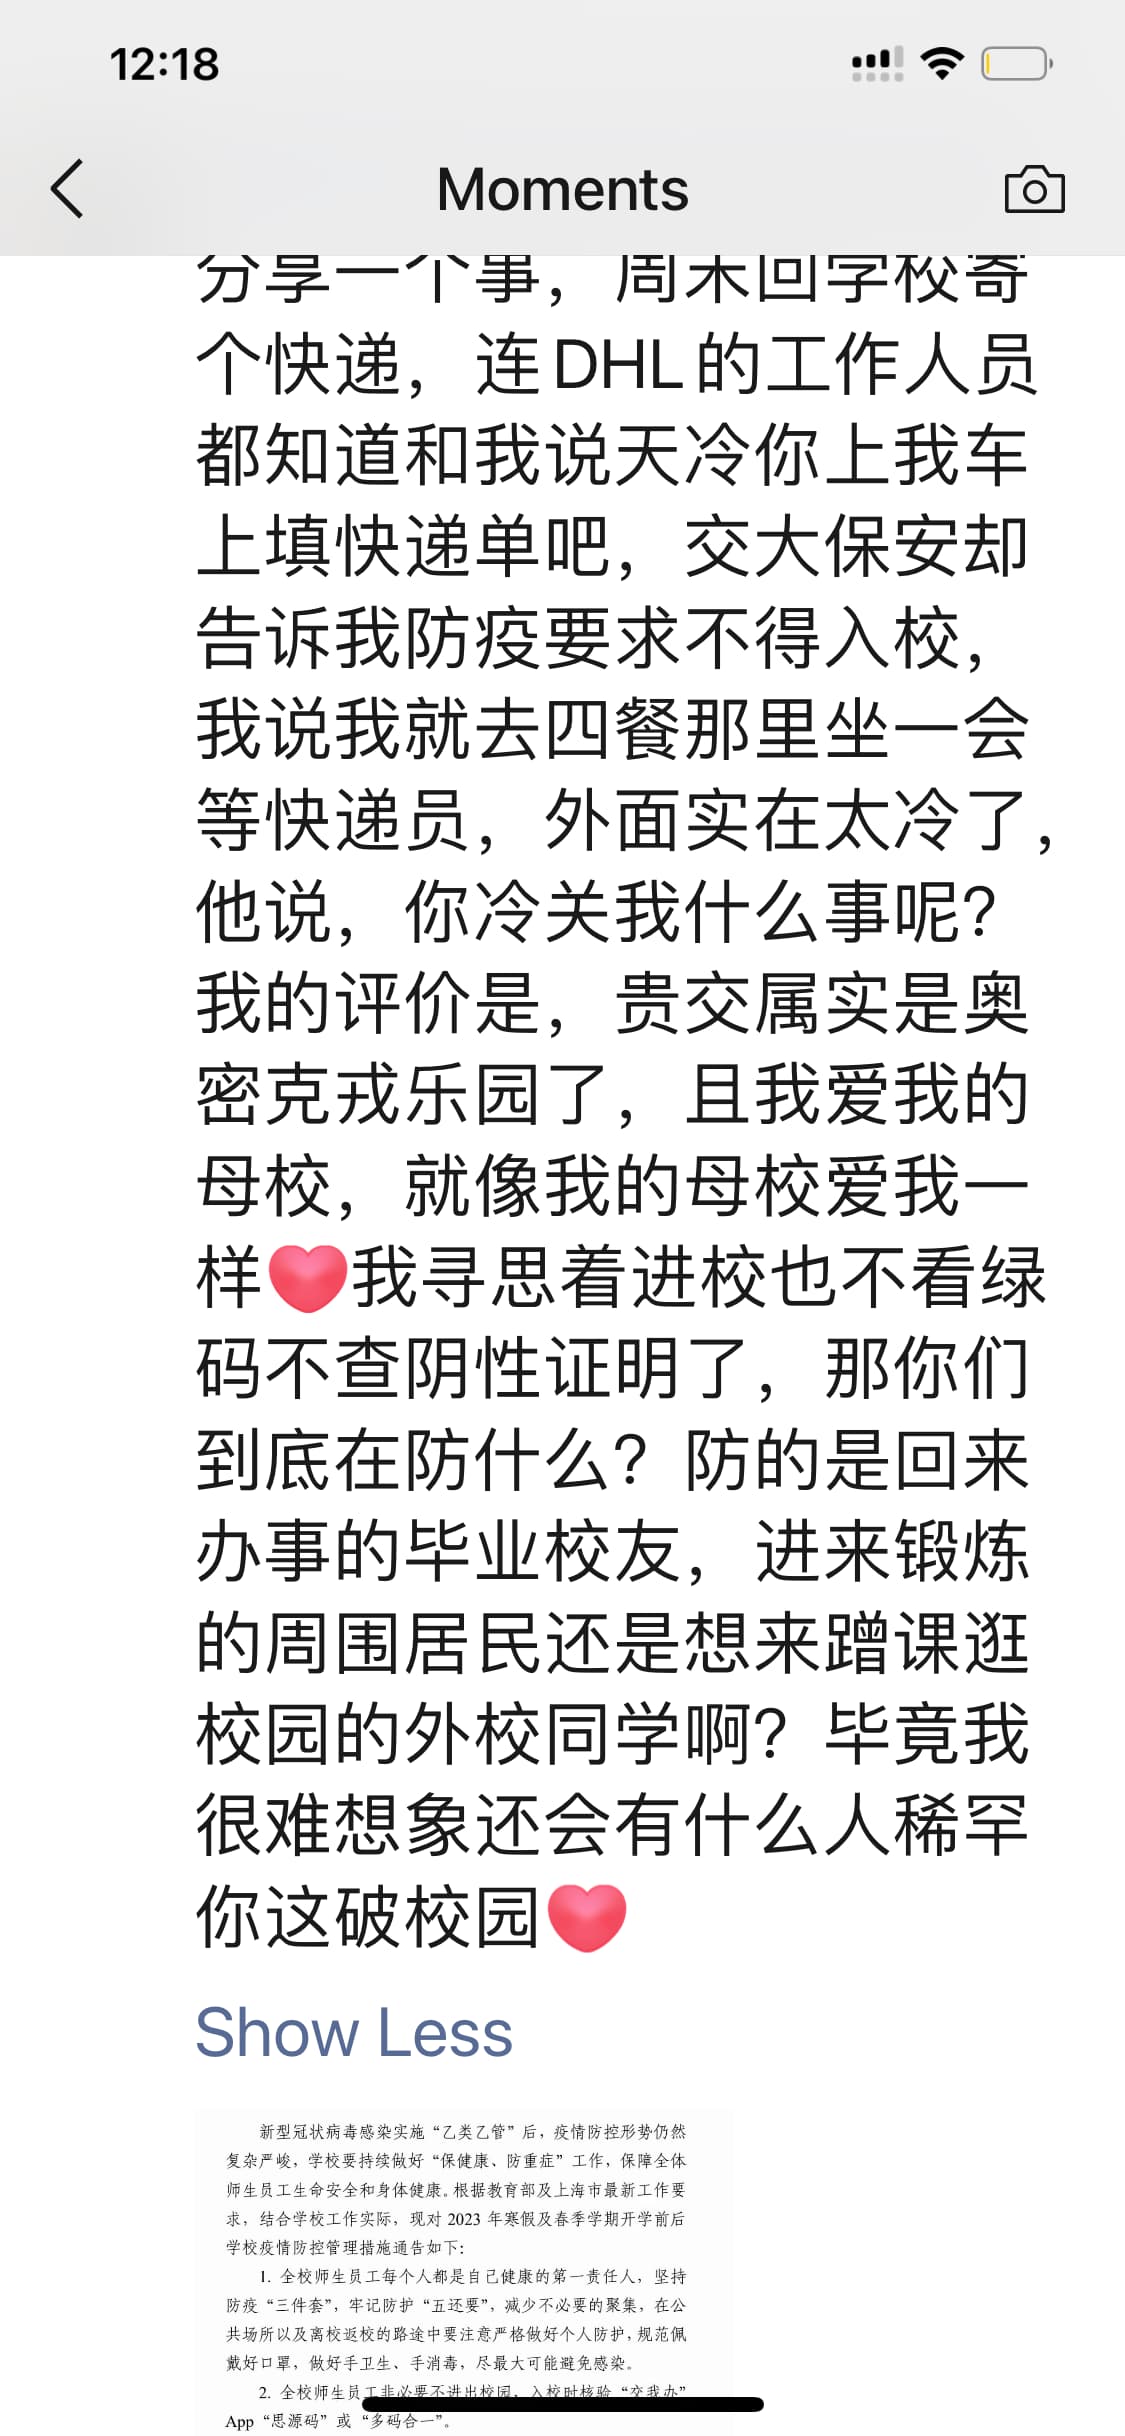 12:18
Moments
分享一个事，周末回学校寄
个快递，连DHL的工作人员
都知道和我说天冷你上我车
上填快递单吧，交大保安却
告诉我防疫要求不得入校，
我说我就去四餐那里坐一会
等快递员，外面实在太冷了，
他说，你冷关我什么事呢？
我的评价是，贵交属实是奥
密克戎乐园了，且我爱我的
母校，就像我的母校爱我一
样❤️我寻思着进校也不看绿
码不查阴性证明了，那你们
到底在防什么？防的是回来
办事的毕业校友，进来锻炼
的周围居民还是想来蹭课逛
校园的外校同学啊？毕竟我
很难想象还会有什么人稀罕
你这破校园❤️
Show Less
新型冠状病毒感染实施“乙类乙管”后，疫情防控形势仍然
复杂严峻，学校要持续做好“保健康、防重症”工作，保障全体
师生员工生命安全和身体健康。根据教育部及上海市最新工作要
求，结合学校工作实际，现对 2023 年寒假及春季学期开学前后
学校疫情防控管理措施通告如下：
1. 全校师生员工每个人都是自己健康的第一责任人，坚持
防疫“三件套”，牢记防护“五还要”，减少不必要的聚集，在公
共场所以及离校返校的路途中要注意严格做好个人防护，规范佩
戴好口罩，做好手卫生、手消毒，尽最大可能避免感染。
2. 全校师生员工非必要不进出校园，入校时核验“交我办”
App“思源码”或“多码合一”。